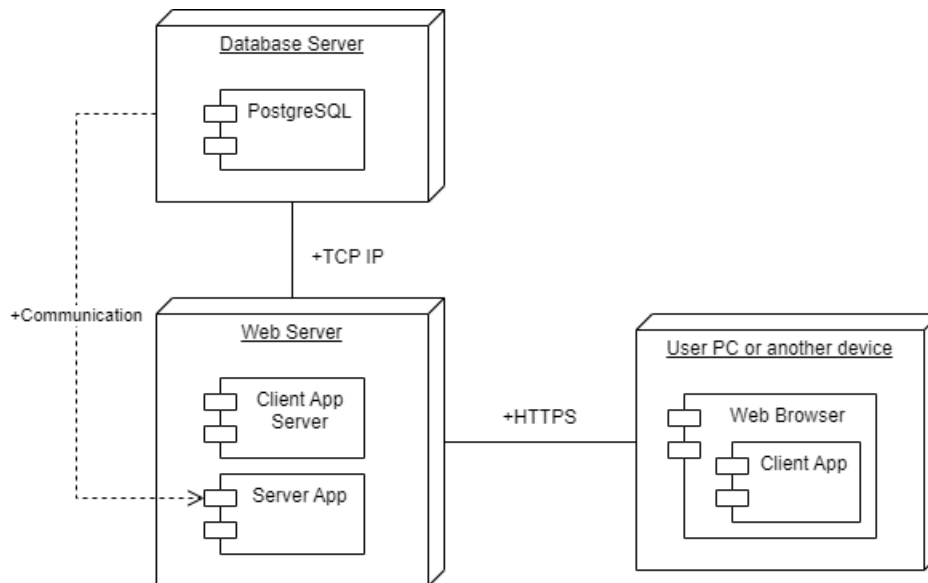 Database Server
PostgreSQL
+TCP IP
+Communication
Web Server
Client App
Server
Server App
+HTTPS
User PC or another device
Web Browser
Client App